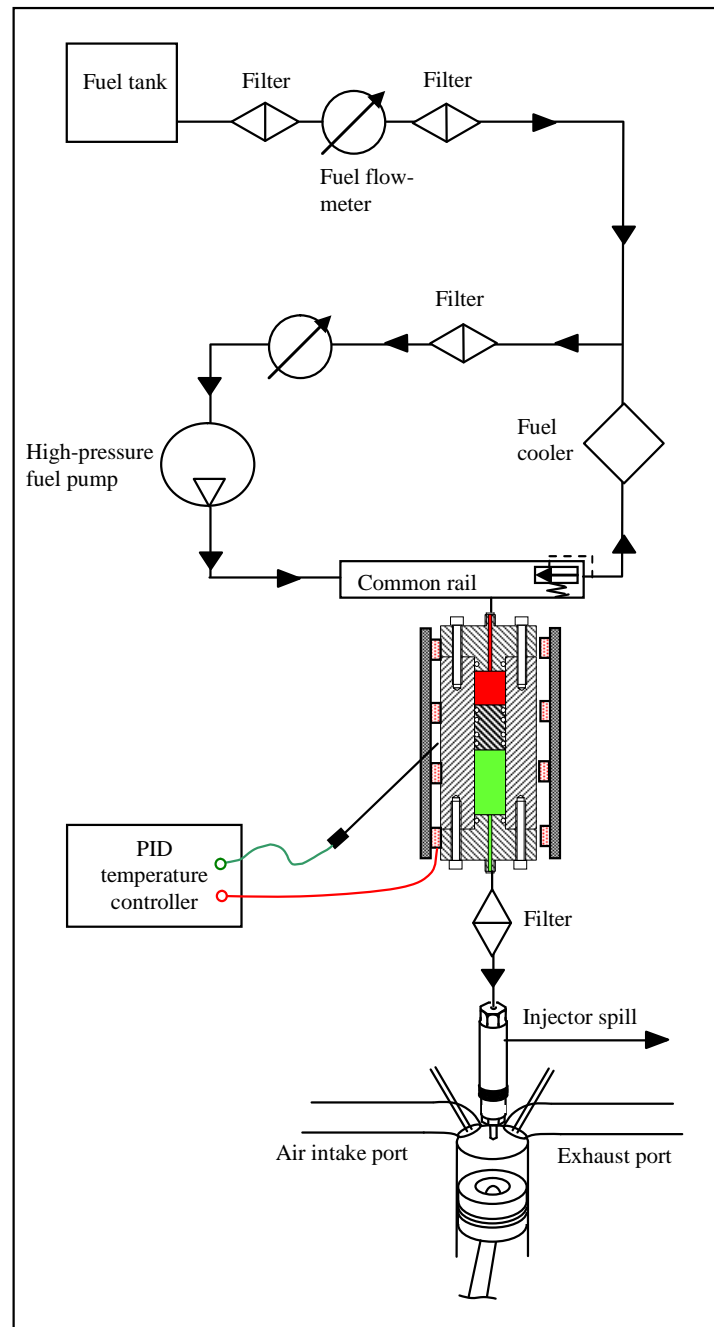 Fuel tank
Filter
Filter
Fuel flow-
meter
Filter
High-pressure
fuel pump
Fuel
cooler
Common rail
PID
temperature
controller
Filter
Injector spill
Air intake port
Exhaust port